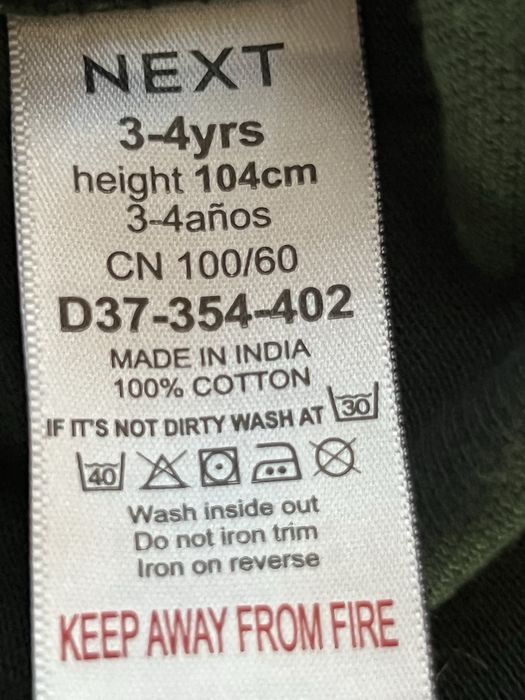 NEXT
3-4yrs
height 104cm
3-4años
CN 100/60
D37-354-402
MADE IN INDIA
100% COTTON
IF IT'S NOT DIRTY WASH AT 30
40
Wash inside out
Do not iron trim
Iron on reverse
KEEP AWAY FROM FIRE